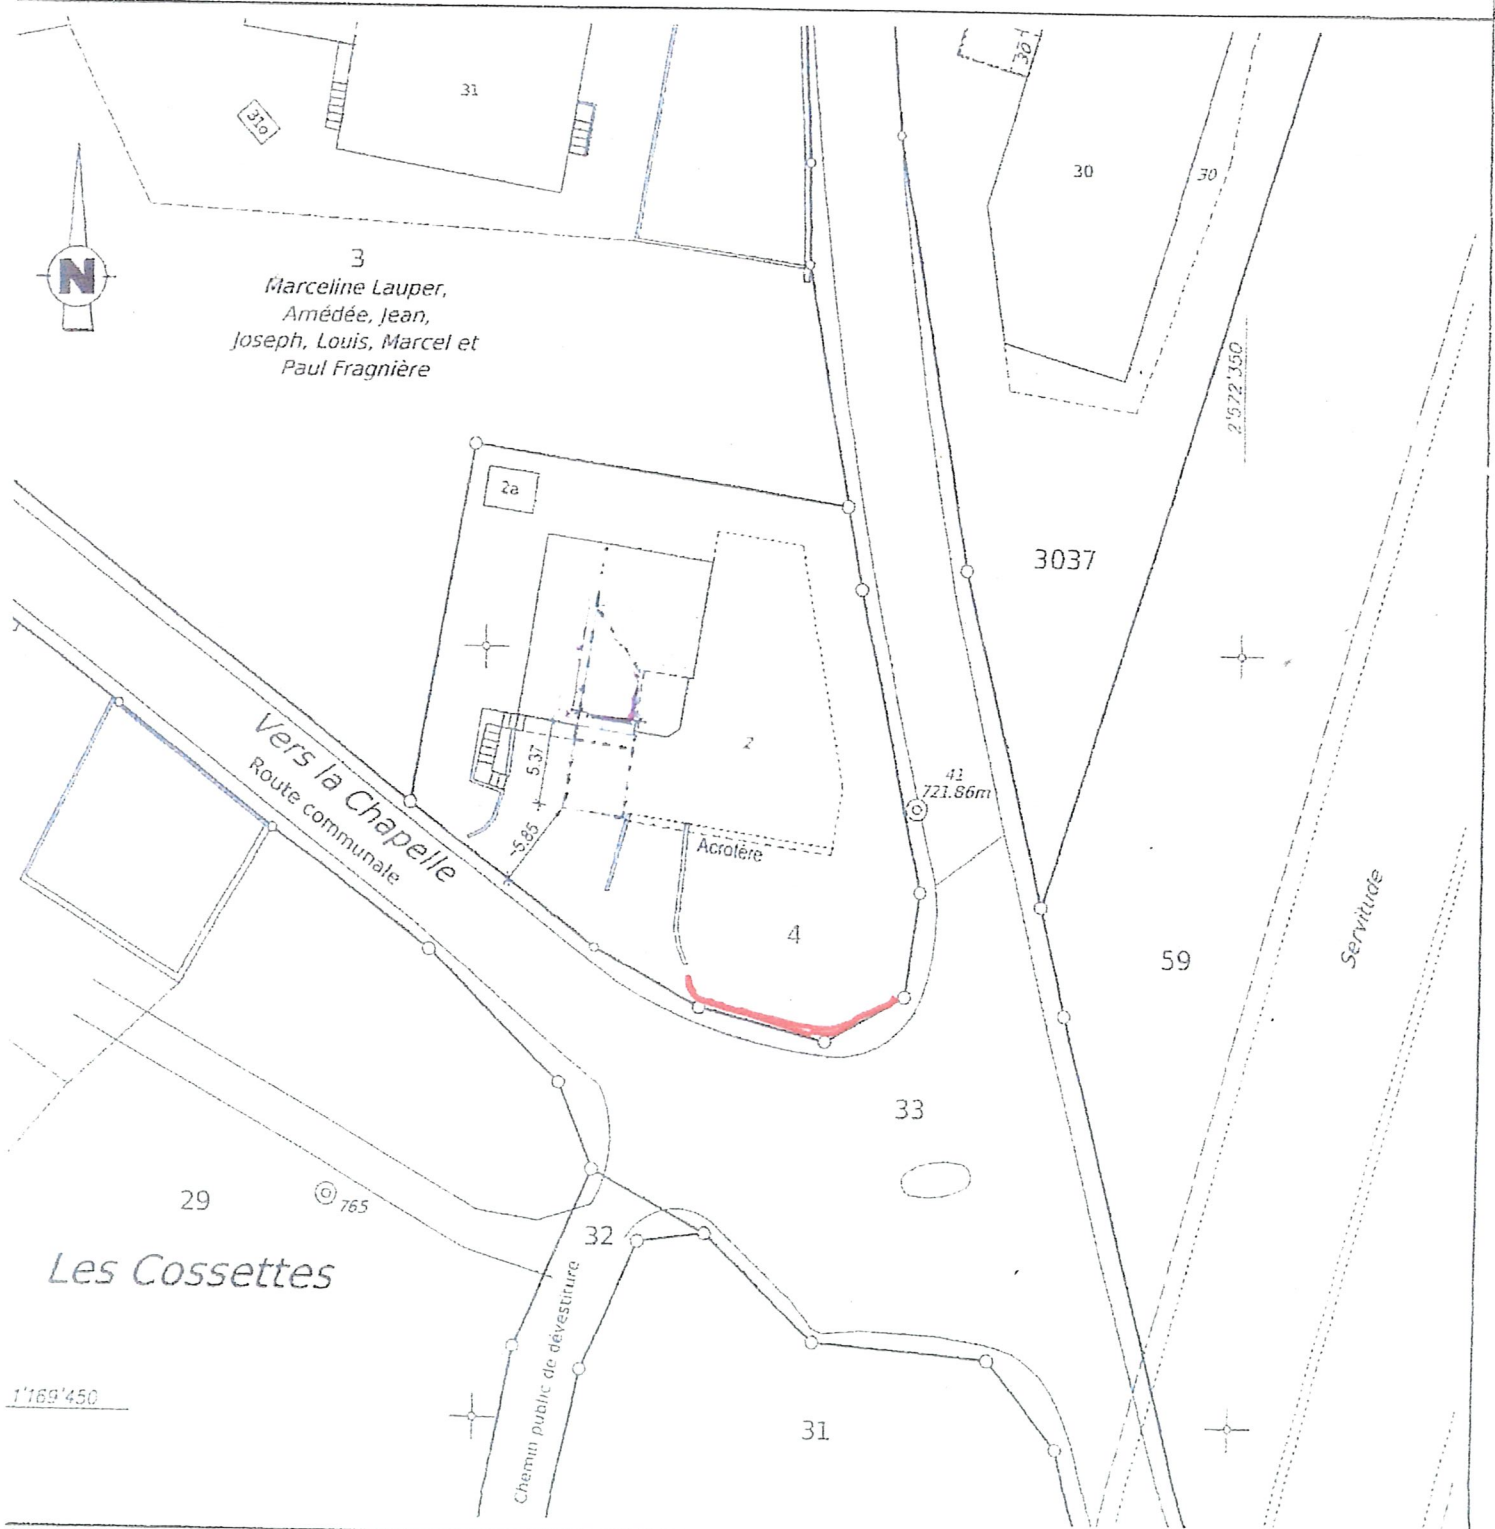 31
31a
30
30
30
N
3
Marceline Lauper,
Amédée, Jean,
Joseph, Louis, Marcel et
Paul Fragnière
2'572'350
2a
3037
2
5.37
~5.85
Vers la Chapelle
Route communale
41
721.86m
Acrotère
4
59
Servitude
33
29
765
32
Les Cossettes
Chemin public de dévestiture
1'169'450
31